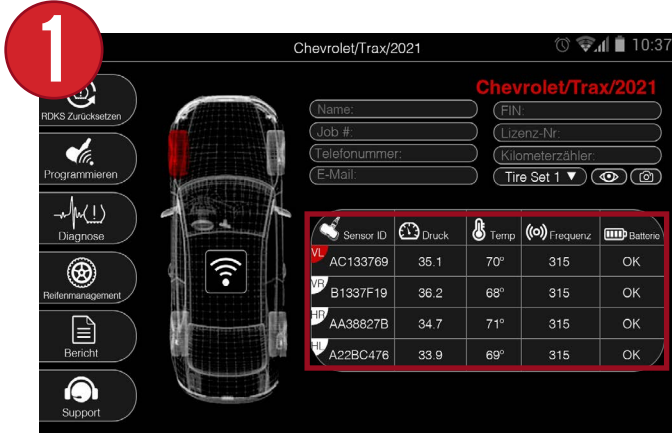 1
Chevrolet/Trax/2021
10:37
RDKS Zurücksetzen
Programmieren
Diagnose
Reifenmanagement
Bericht
Support
Chevrolet/Trax/2021
Name:
FIN:
Job #:
Lizenz-Nr:
Telefonummer:
Kilometerzähler:
E-Mail:
Tire Set 1 ▼
Sensor ID Druck Temp Frequenz Batterie
VL AC133769 35.1 70° 315 OK
VR B1337F19 36.2 68° 315 OK
HR AA38827B 34.7 71° 315 OK
HL A22BC476 33.9 69° 315 OK